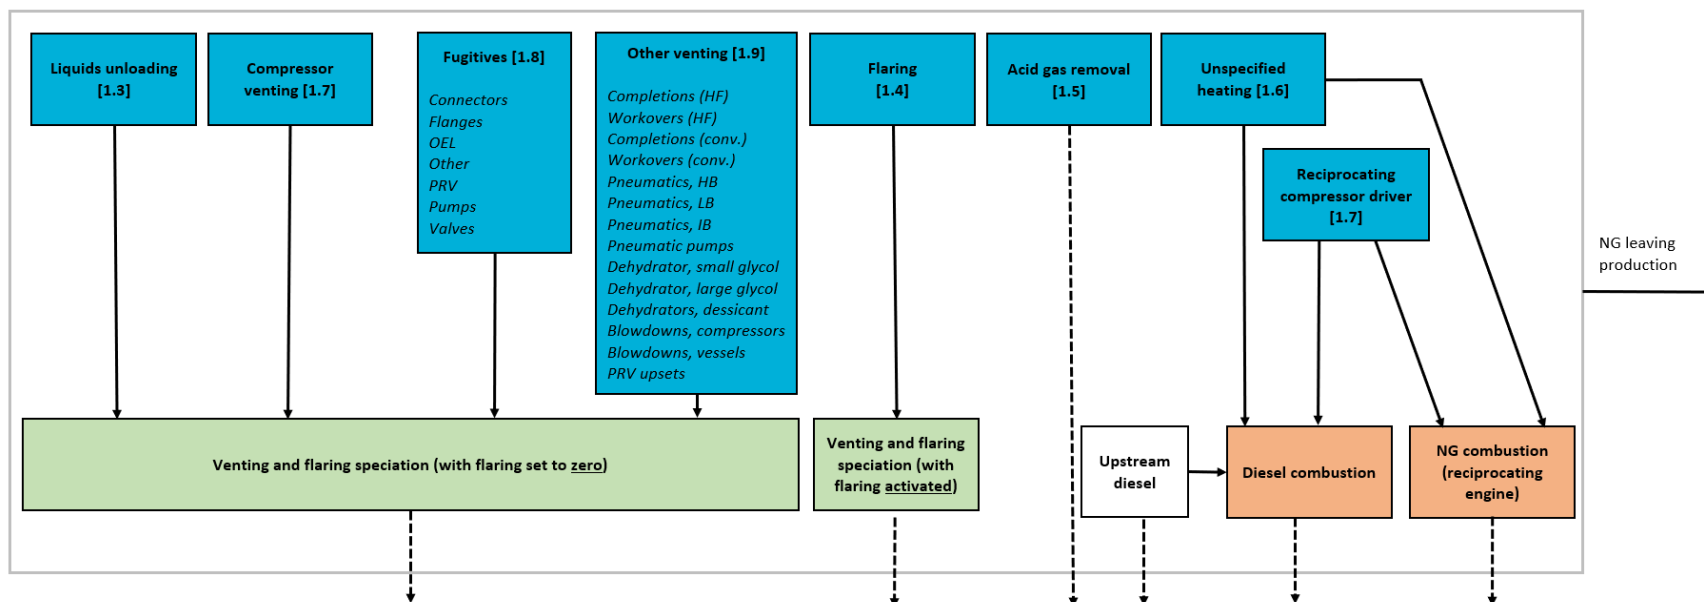 Liquids unloading
[1.3]
Compressor
venting [1.7]
Fugitives [1.8]
Connectors
Flanges
OEL
Other
PRV
Pumps
Valves
Other venting [1.9]
Completions (HF)
Workovers (HF)
Completions (conv.)
Workovers (conv.)
Pneumatics, HB
Pneumatics, LB
Pneumatics, IB
Pneumatic pumps
Dehydrator, small glycol
Dehydrator, large glycol
Dehydrators, dessicant
Blowdowns, compressors
Blowdowns, vessels
PRV upsets
Flaring
[1.4]
Acid gas removal
[1.5]
Unspecified
heating [1.6]
Reciprocating
compressor driver
[1.7]
NG leaving
production
Venting and flaring speciation (with flaring set to zero)
Venting and flaring
speciation (with
flaring activated)
Upstream
diesel
Diesel combustion
NG combustion
(reciprocating
engine)